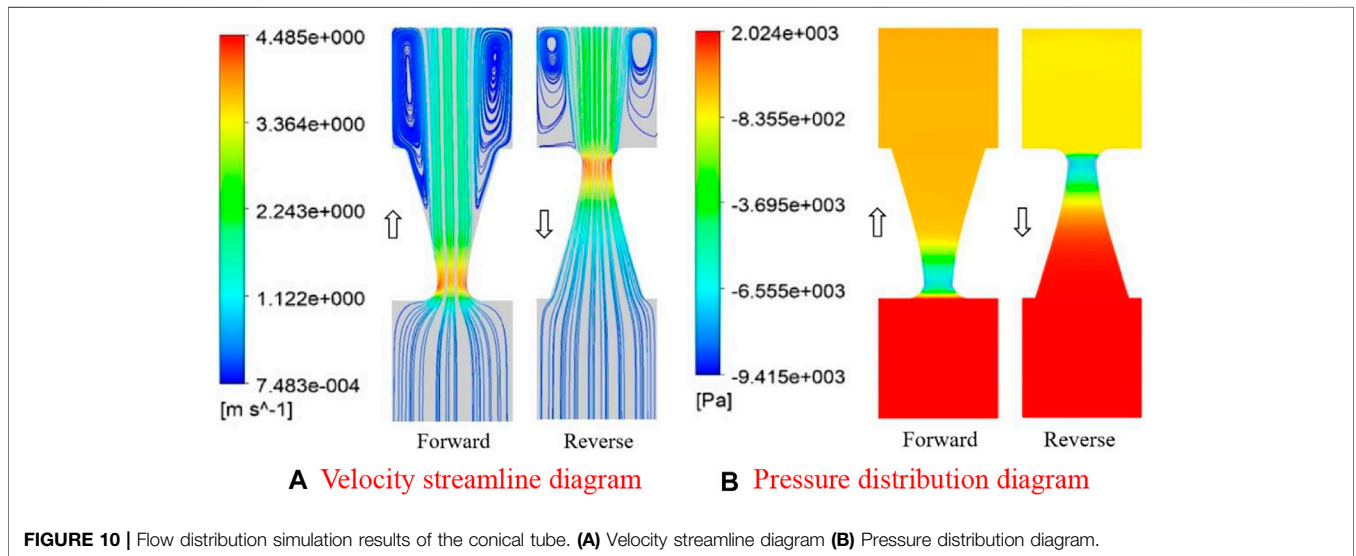 4.485e+000
3.364e+000
2.243e+000
1.122e+000
7.483e-004
[m s^-1]
Forward
Reverse
2.024e+003
-8.355e+002
-3.695e+003
-6.555e+003
-9.415e+003
[Pa]
Forward
Reverse
A Velocity streamline diagram
B Pressure distribution diagram
FIGURE 10 | Flow distribution simulation results of the conical tube. (A) Velocity streamline diagram (B) Pressure distribution diagram.